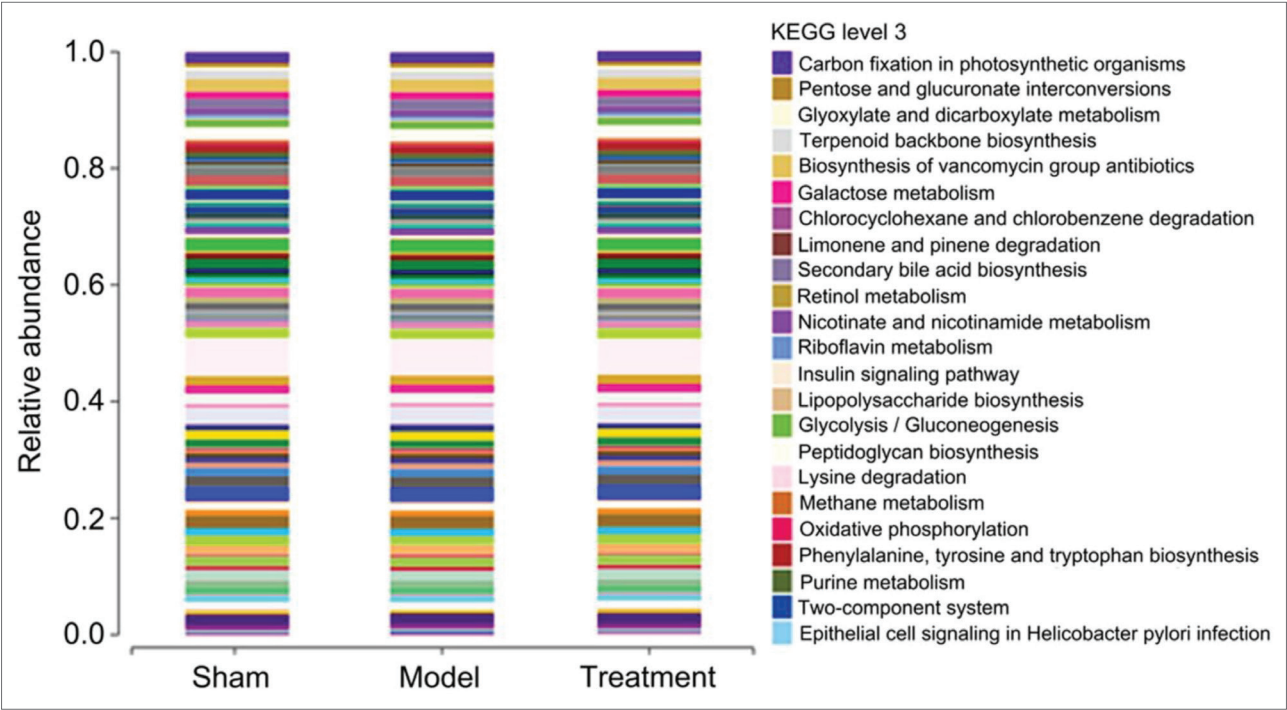 KEGG level 3
1.0
0.8
0.6
0.4
0.2
0.0
Relative abundance
Sham
Model
Treatment
Carbon fixation in photosynthetic organisms
Pentose and glucuronate interconversions
Glyoxylate and dicarboxylate metabolism
Terpenoid backbone biosynthesis
Biosynthesis of vancomycin group antibiotics
Galactose metabolism
Chlorocyclohexane and chlorobenzene degradation
Limonene and pinene degradation
Secondary bile acid biosynthesis
Retinol metabolism
Nicotinate and nicotinamide metabolism
Riboflavin metabolism
Insulin signaling pathway
Lipopolysaccharide biosynthesis
Glycolysis / Gluconeogenesis
Peptidoglycan biosynthesis
Lysine degradation
Methane metabolism
Oxidative phosphorylation
Phenylalanine, tyrosine and tryptophan biosynthesis
Purine metabolism
Two-component system
Epithelial cell signaling in Helicobacter pylori infection